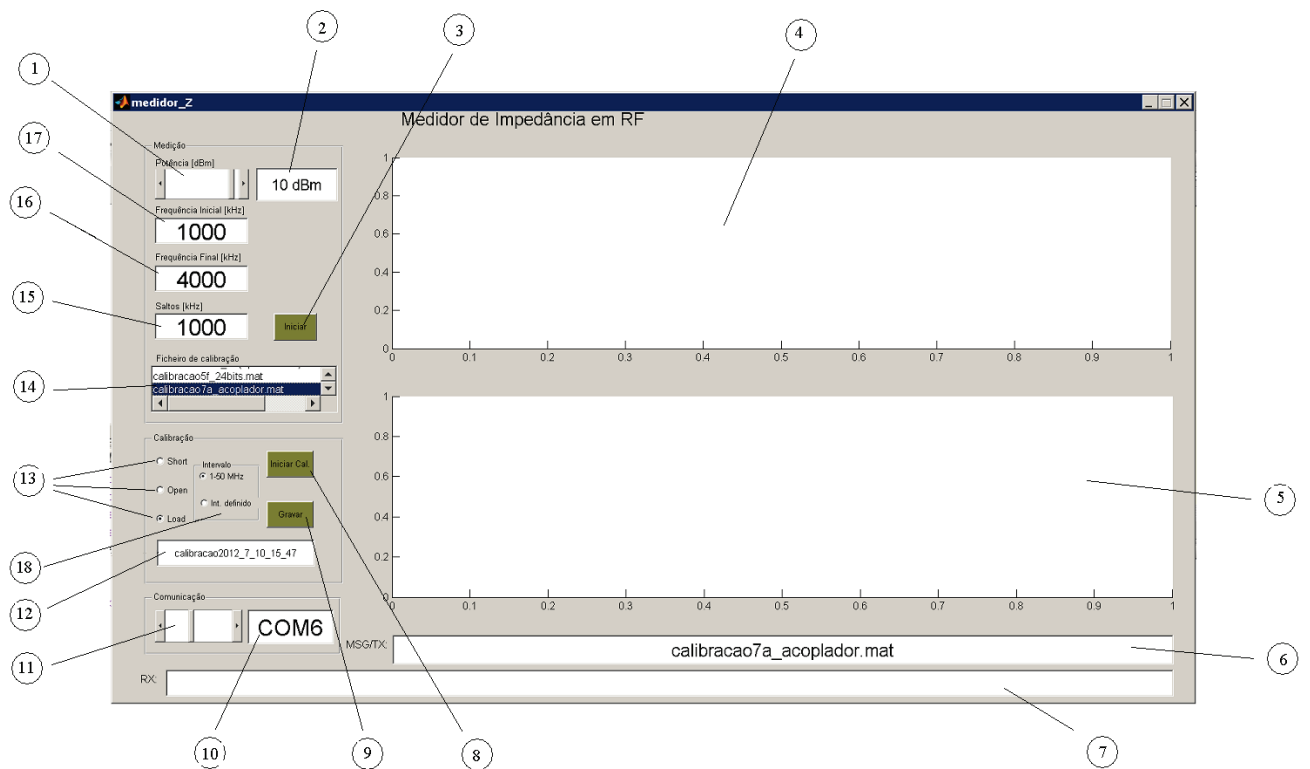 2
3
4
1
medidor_Z
Medidor de Impedância em RF
17
Medição
Potência [dBm]
10 dBm
16
Frequência Inicial [kHz]
1000
Frequência Final [kHz]
4000
15
Saltos [kHz]
1000
Iniciar
14
Ficheiro de calibração
calibracao5f_24bits.mat
calibracao7a_acoplador.mat
1
0.8
0.6
0.4
0.2
0
0 0.1 0.2 0.3 0.4 0.5 0.6 0.7 0.8 0.9 1
Calibração
13
Short
Open
Load
Intervalo
1-50 MHz
Int. definido
Iniciar Cal.
Gravar
18
calibracao2012_7_10_15_47
12
1
0.8
0.6
0.4
0.2
0
0 0.1 0.2 0.3 0.4 0.5 0.6 0.7 0.8 0.9 1
5
Comunicação
COM6
11
MSG/TX:
calibracao7a_acoplador.mat
6
RX:
10
9
8
7